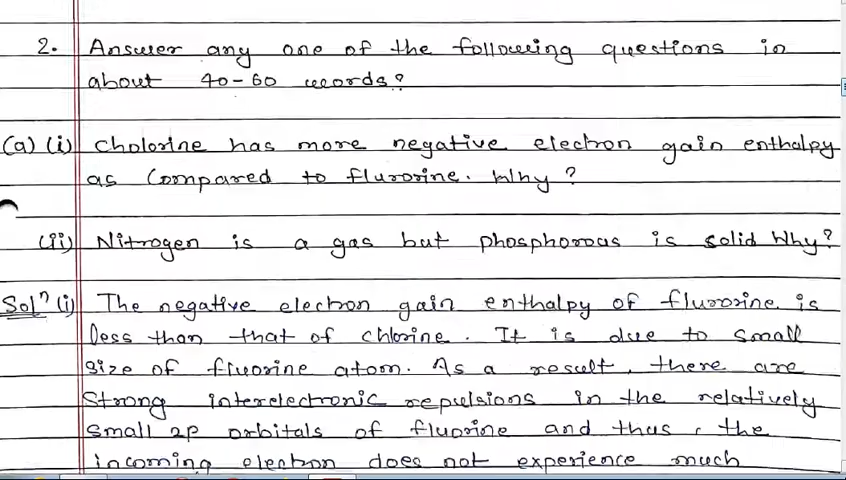 2. Answer any one of the following questions in
about 40-60 words?
(a) (i) Cholorine has more negative electron gain enthalpy
as Compared to flurorine. Why ?
(ii) Nitrogen is a gas but phosphorous is solid Why?
Solⁿ (i) The negative electron gain enthalpy of flurorine is
less than that of chlorine. It is due to small
size of fluorine atom. As a result, there are
Strong interelectronic repulsions in the relatively
small 2p orbitals of fluorine and thus, the
incoming electron does not experience much